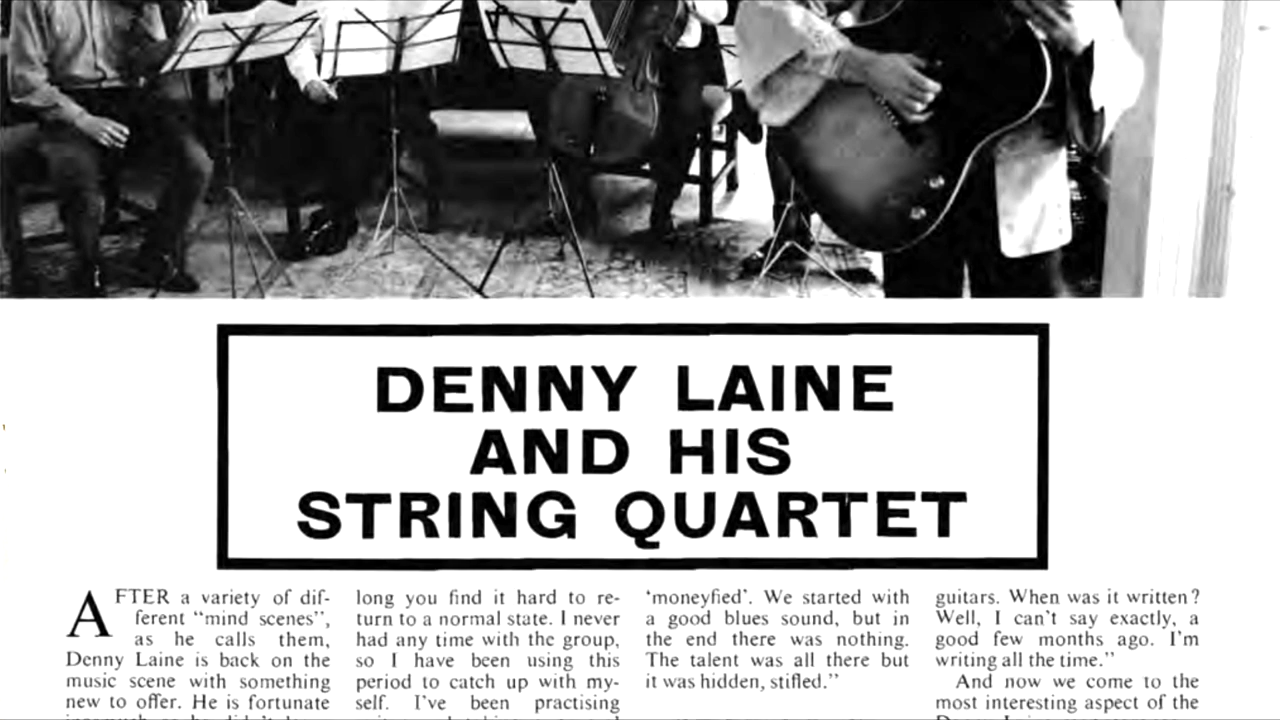 DENNY LAINE
AND HIS
STRING QUARTET
AFTER a variety of dif-
ferent “mind scenes”,
as he calls them,
Denny Laine is back on the
music scene with something
new to offer. He is fortunate
long you find it hard to re-
turn to a normal state. I never
had any time with the group,
so I have been using this
period to catch up with my-
self. I've been practising
‘moneyfied’. We started with
a good blues sound, but in
the end there was nothing.
The talent was all there but
it was hidden, stifled.”
guitars. When was it written?
Well, I can't say exactly, a
good few months ago. I'm
writing all the time.”
And now we come to the
most interesting aspect of the